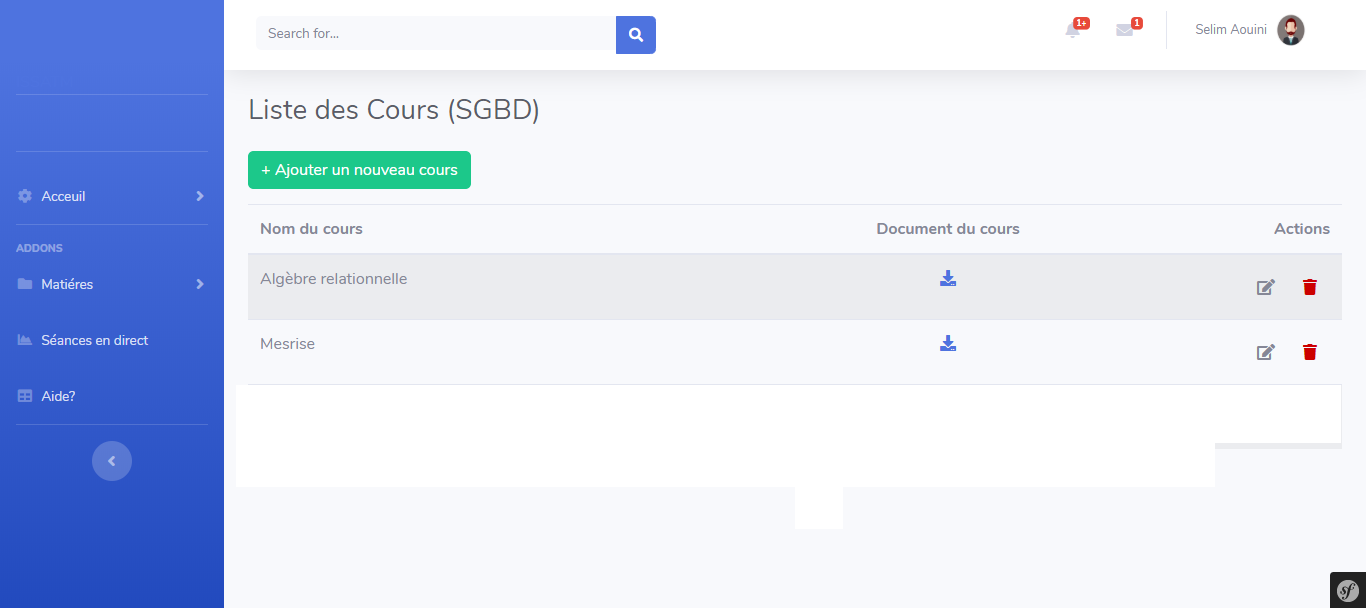 Search for...
1+
1
Selim Aouini
Liste des Cours (SGBD)
+ Ajouter un nouveau cours
Acceuil
ADDONS
Matiéres
Séances en direct
Aide?
Nom du cours Document du cours Actions
Algèbre relationnelle
Mesrise
sf